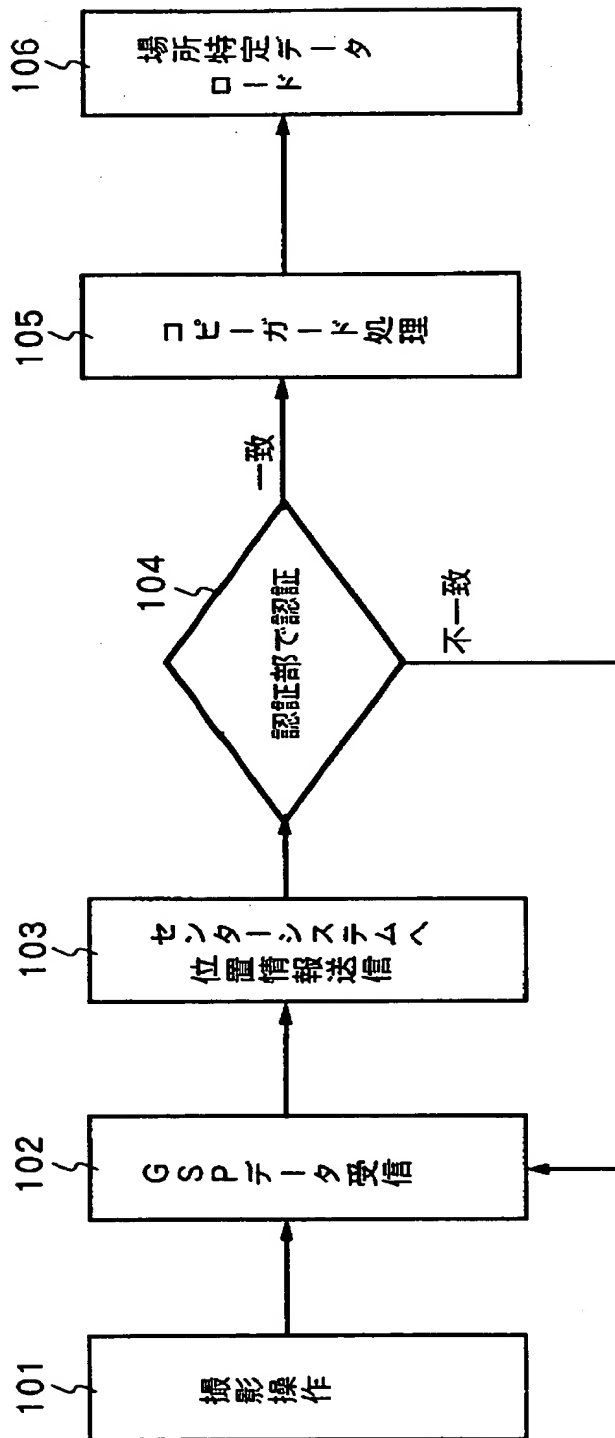 101
撮影操作
102
GSPデータ受信
103
センターシステムへ
位置情報送信
104
認証部で認証
一致
不一致
105
コピーガード処理
106
場所特定データ
ロード